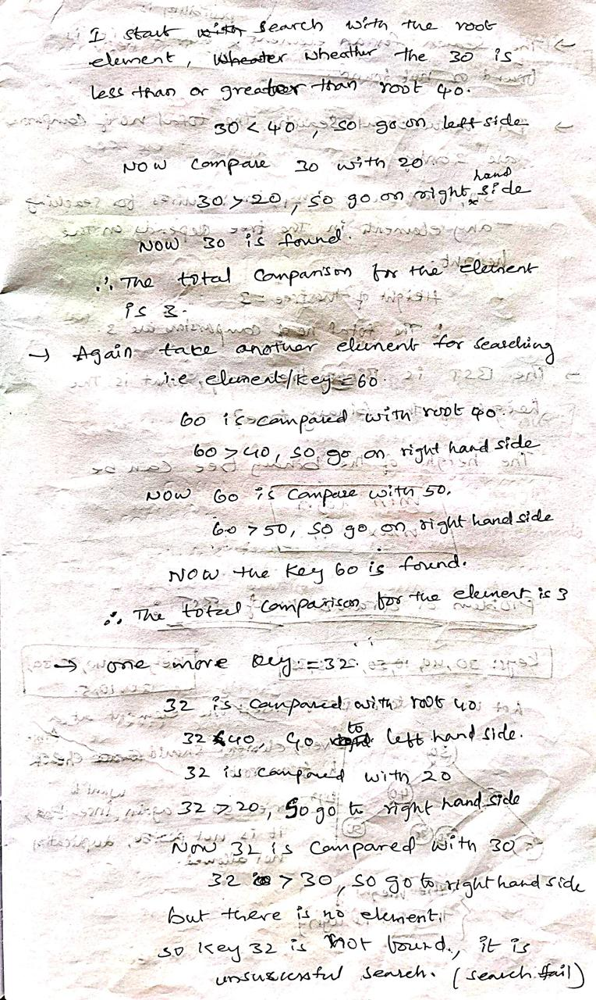 I start with search with the root
element, Wheater wheather the 30 is
less than or greater than root 40.
30 < 40, so go on left side
NOW compare 30 with 20
hand
30 > 20, so go on right side
NOW 30 is found.
∴ The total comparison for the element
is 3.
→ Again take another element for searching
i.e element/key = 60
60 is compared with root 40
60 > 40, so go on right hand side
NOW 60 is compare with 50.
60 > 50, so go on right hand side
NOW the key 60 is found.
∴ The total comparison for the element is 3
→ one more key = 32.
32 is compared with root 40
to
32 < 40, go left hand side.
32 is compared with 20
32 > 20, So go to right hand side
NOW 32 is compared with 30
32 is > 30, so go to right hand side
but there is no element.
so key 32 is not found., it is
unsuscessful search. (search fail)